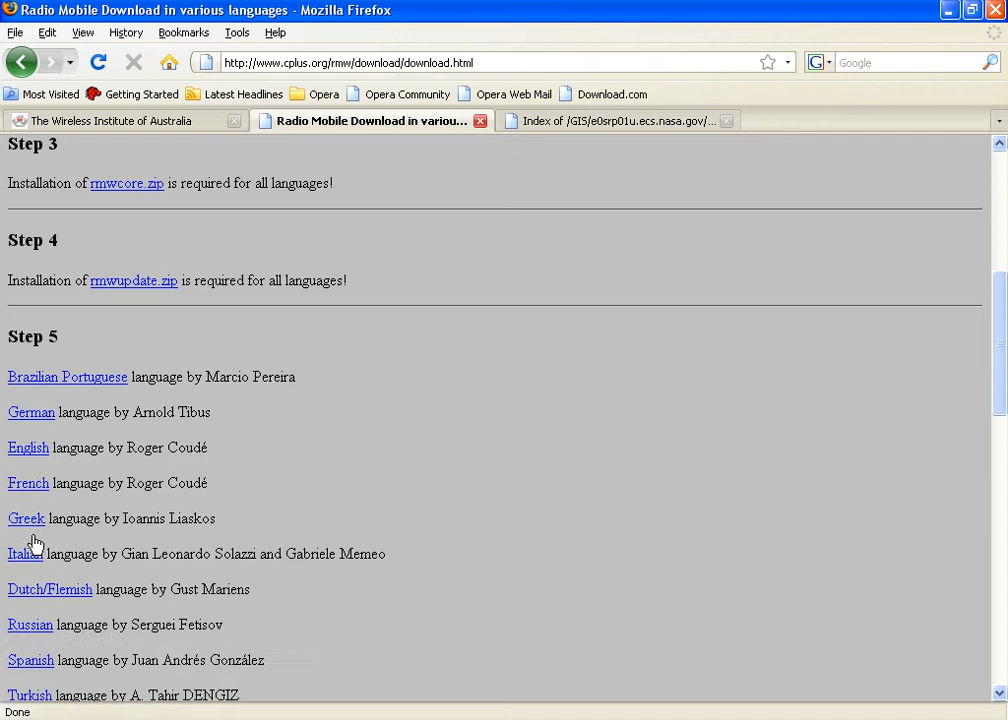 Radio Mobile Download in various languages - Mozilla Firefox
File Edit View History Bookmarks Tools Help
http://www.cplus.org/rmw/download/download.html
G Google
Most Visited Getting Started Latest Headlines Opera Opera Community Opera Web Mail Download.com
The Wireless Institute of Australia Radio Mobile Download in variou... Index of /GIS/e0srp01u.ecs.nasa.gov/...
Step 3
Installation of rmwcore.zip is required for all languages!
Step 4
Installation of rmwupdate.zip is required for all languages!
Step 5
Brazilian Portuguese language by Marcio Pereira
German language by Arnold Tibus
English language by Roger Coudé
French language by Roger Coudé
Greek language by Ioannis Liaskos
Italian language by Gian Leonardo Solazzi and Gabriele Memeo
Dutch/Flemish language by Gust Mariens
Russian language by Serguei Fetisov
Spanish language by Juan Andrés González
Turkish language by A. Tahir DENGIZ
Done